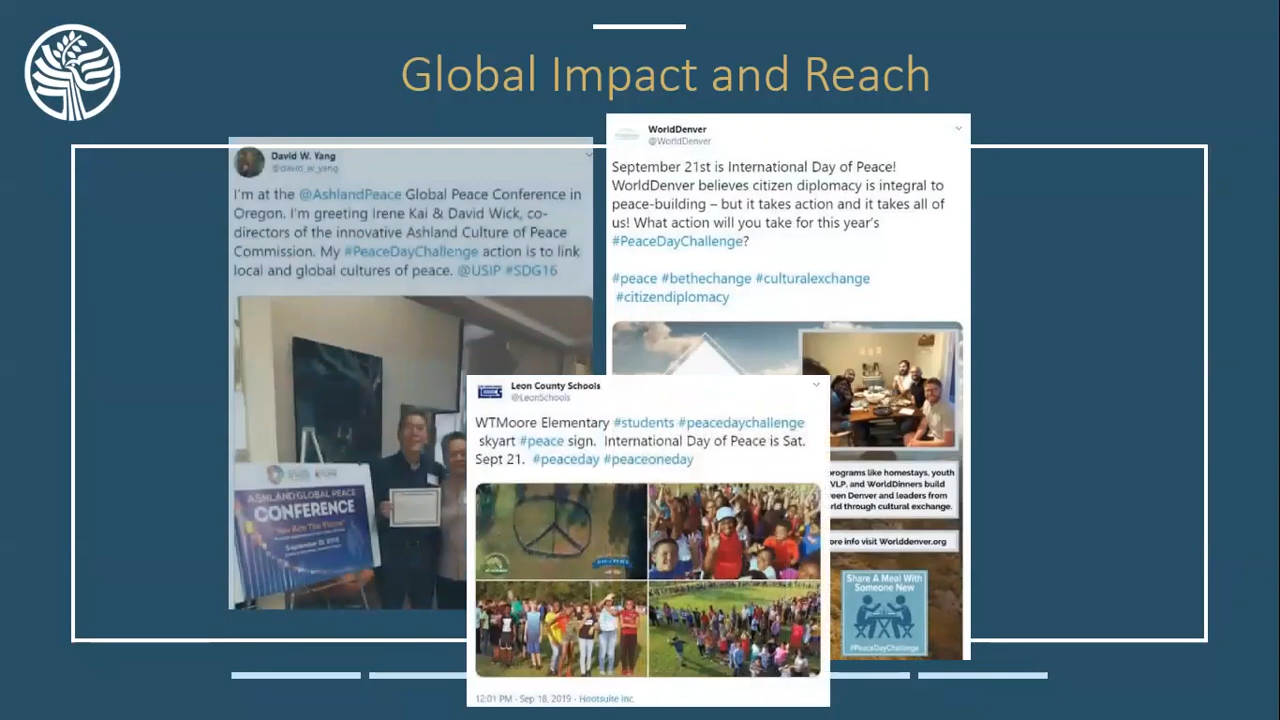 Global Impact and Reach
David W. Yang
@david_w_yang
I'm at the @AshlandPeace Global Peace Conference in
Oregon. I'm greeting Irene Kai & David Wick, co-
directors of the innovative Ashland Culture of Peace
Commission. My #PeaceDayChallenge action is to link
local and global cultures of peace. @USIP #SDG16
ASHLAND GLOBAL PEACE
CONFERENCE
WorldDenver
@WorldDenver
September 21st is International Day of Peace!
WorldDenver believes citizen diplomacy is integral to
peace-building – but it takes action and it takes all of
us! What action will you take for this year's
#PeaceDayChallenge?
#peace #bethechange #culturalexchange
#citizendiplomacy
rograms like homestays, youth
VLP, and WorldDinners build
een Denver and leaders from
rld through cultural exchange.
ore info visit Worlddenver.org
Share A Meal With
Someone New
#PeaceDayChallenge
Leon County Schools
@LeonSchools
WTMoore Elementary #students #peacedaychallenge
skyart #peace sign. International Day of Peace is Sat.
Sept 21. #peaceday #peaceoneday
12:01 PM - Sep 18, 2019 - Hootsuite Inc.